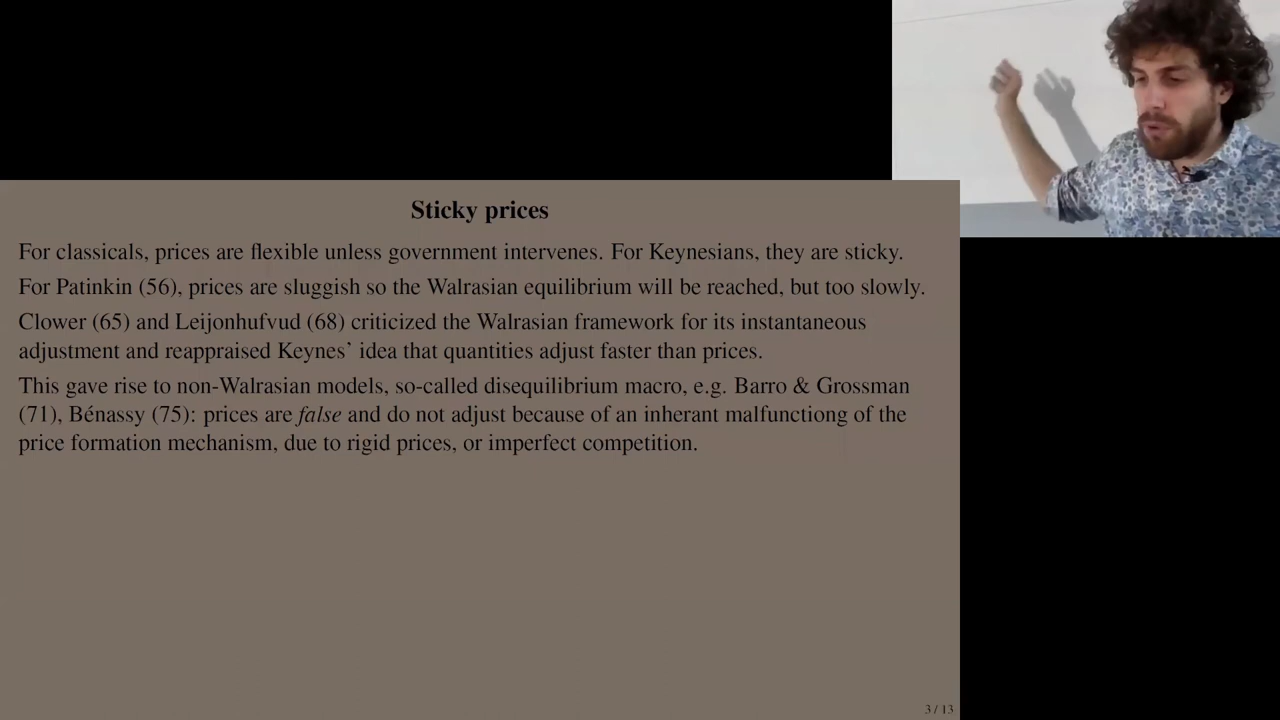 Sticky prices
For classicals, prices are flexible unless government intervenes. For Keynesians, they are sticky.
For Patinkin (56), prices are sluggish so the Walrasian equilibrium will be reached, but too slowly.
Clower (65) and Leijonhufvud (68) criticized the Walrasian framework for its instantaneous
adjustment and reappraised Keynes’ idea that quantities adjust faster than prices.
This gave rise to non-Walrasian models, so-called disequilibrium macro, e.g. Barro & Grossman
(71), Bénassy (75): prices are false and do not adjust because of an inherant malfunctiong of the
price formation mechanism, due to rigid prices, or imperfect competition.
3 / 13